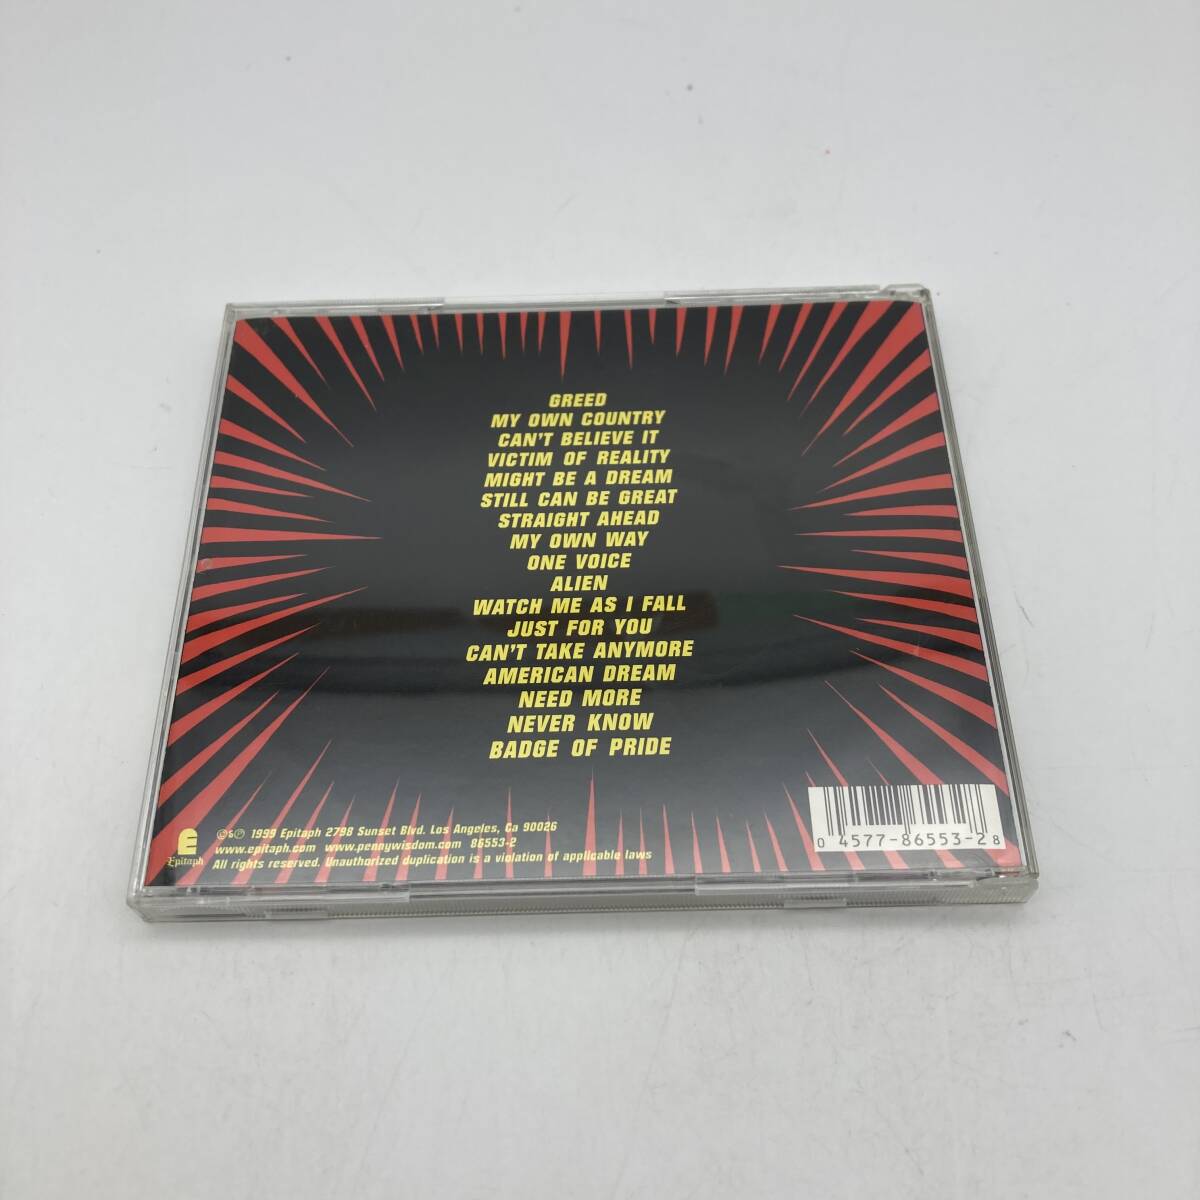 GREED
MY OWN COUNTRY
CAN'T BELIEVE IT
VICTIM OF REALITY
MIGHT BE A DREAM
STILL CAN BE GREAT
STRAIGHT AHEAD
MY OWN WAY
ONE VOICE
ALIEN
WATCH ME AS I FALL
JUST FOR YOU
CAN'T TAKE ANYMORE
AMERICAN DREAM
NEED MORE
NEVER KNOW
BADGE OF PRIDE
E
Epitaph
©&℗ 1999 Epitaph 2798 Sunset Blvd. Los Angeles, Ca 90026
www.epitaph.com www.pennywisdom.com 86553-2
All rights reserved. Unauthorized duplication is a violation of applicable laws
0 4577-86553-2 8